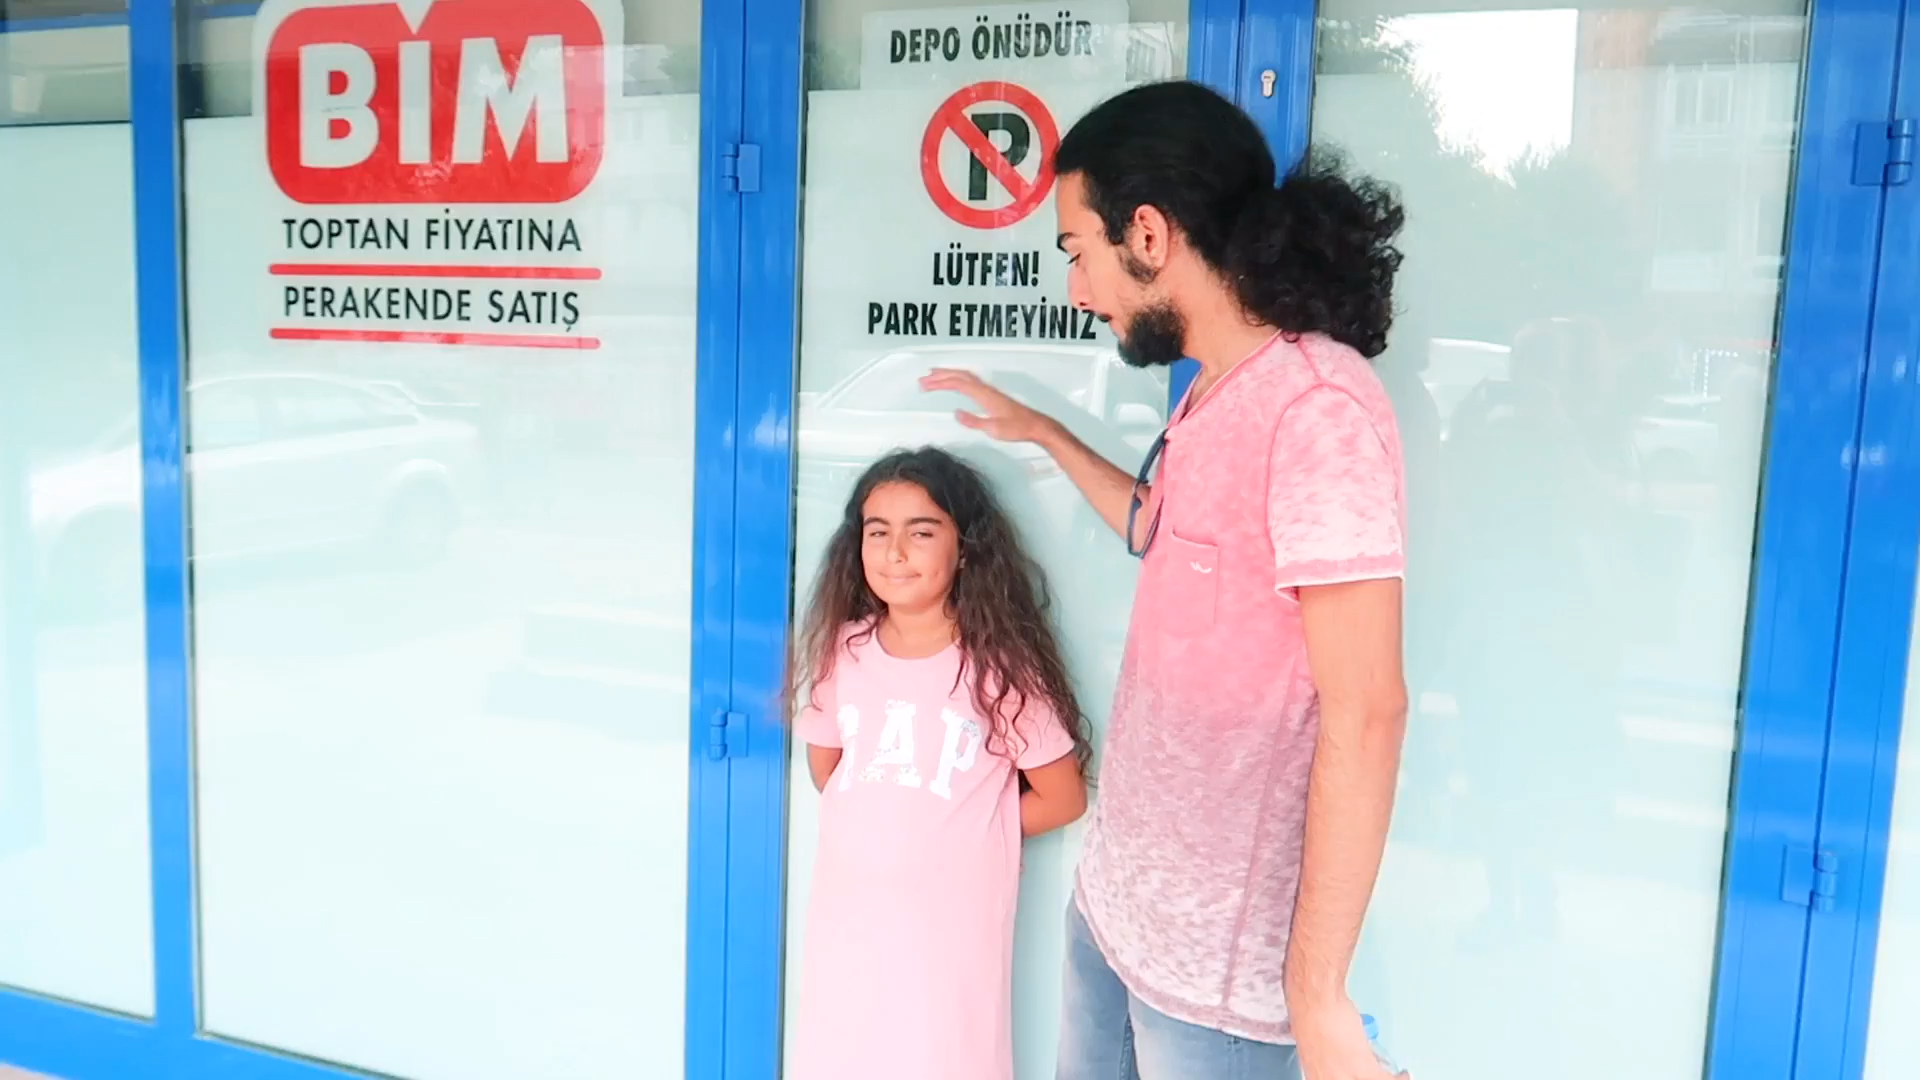 BİM
TOPTAN FİYATINA
PERAKENDE SATIŞ
DEPO ÖNÜDÜR
P
LÜTFEN!
PARK ETMEYİNİZ
GAP